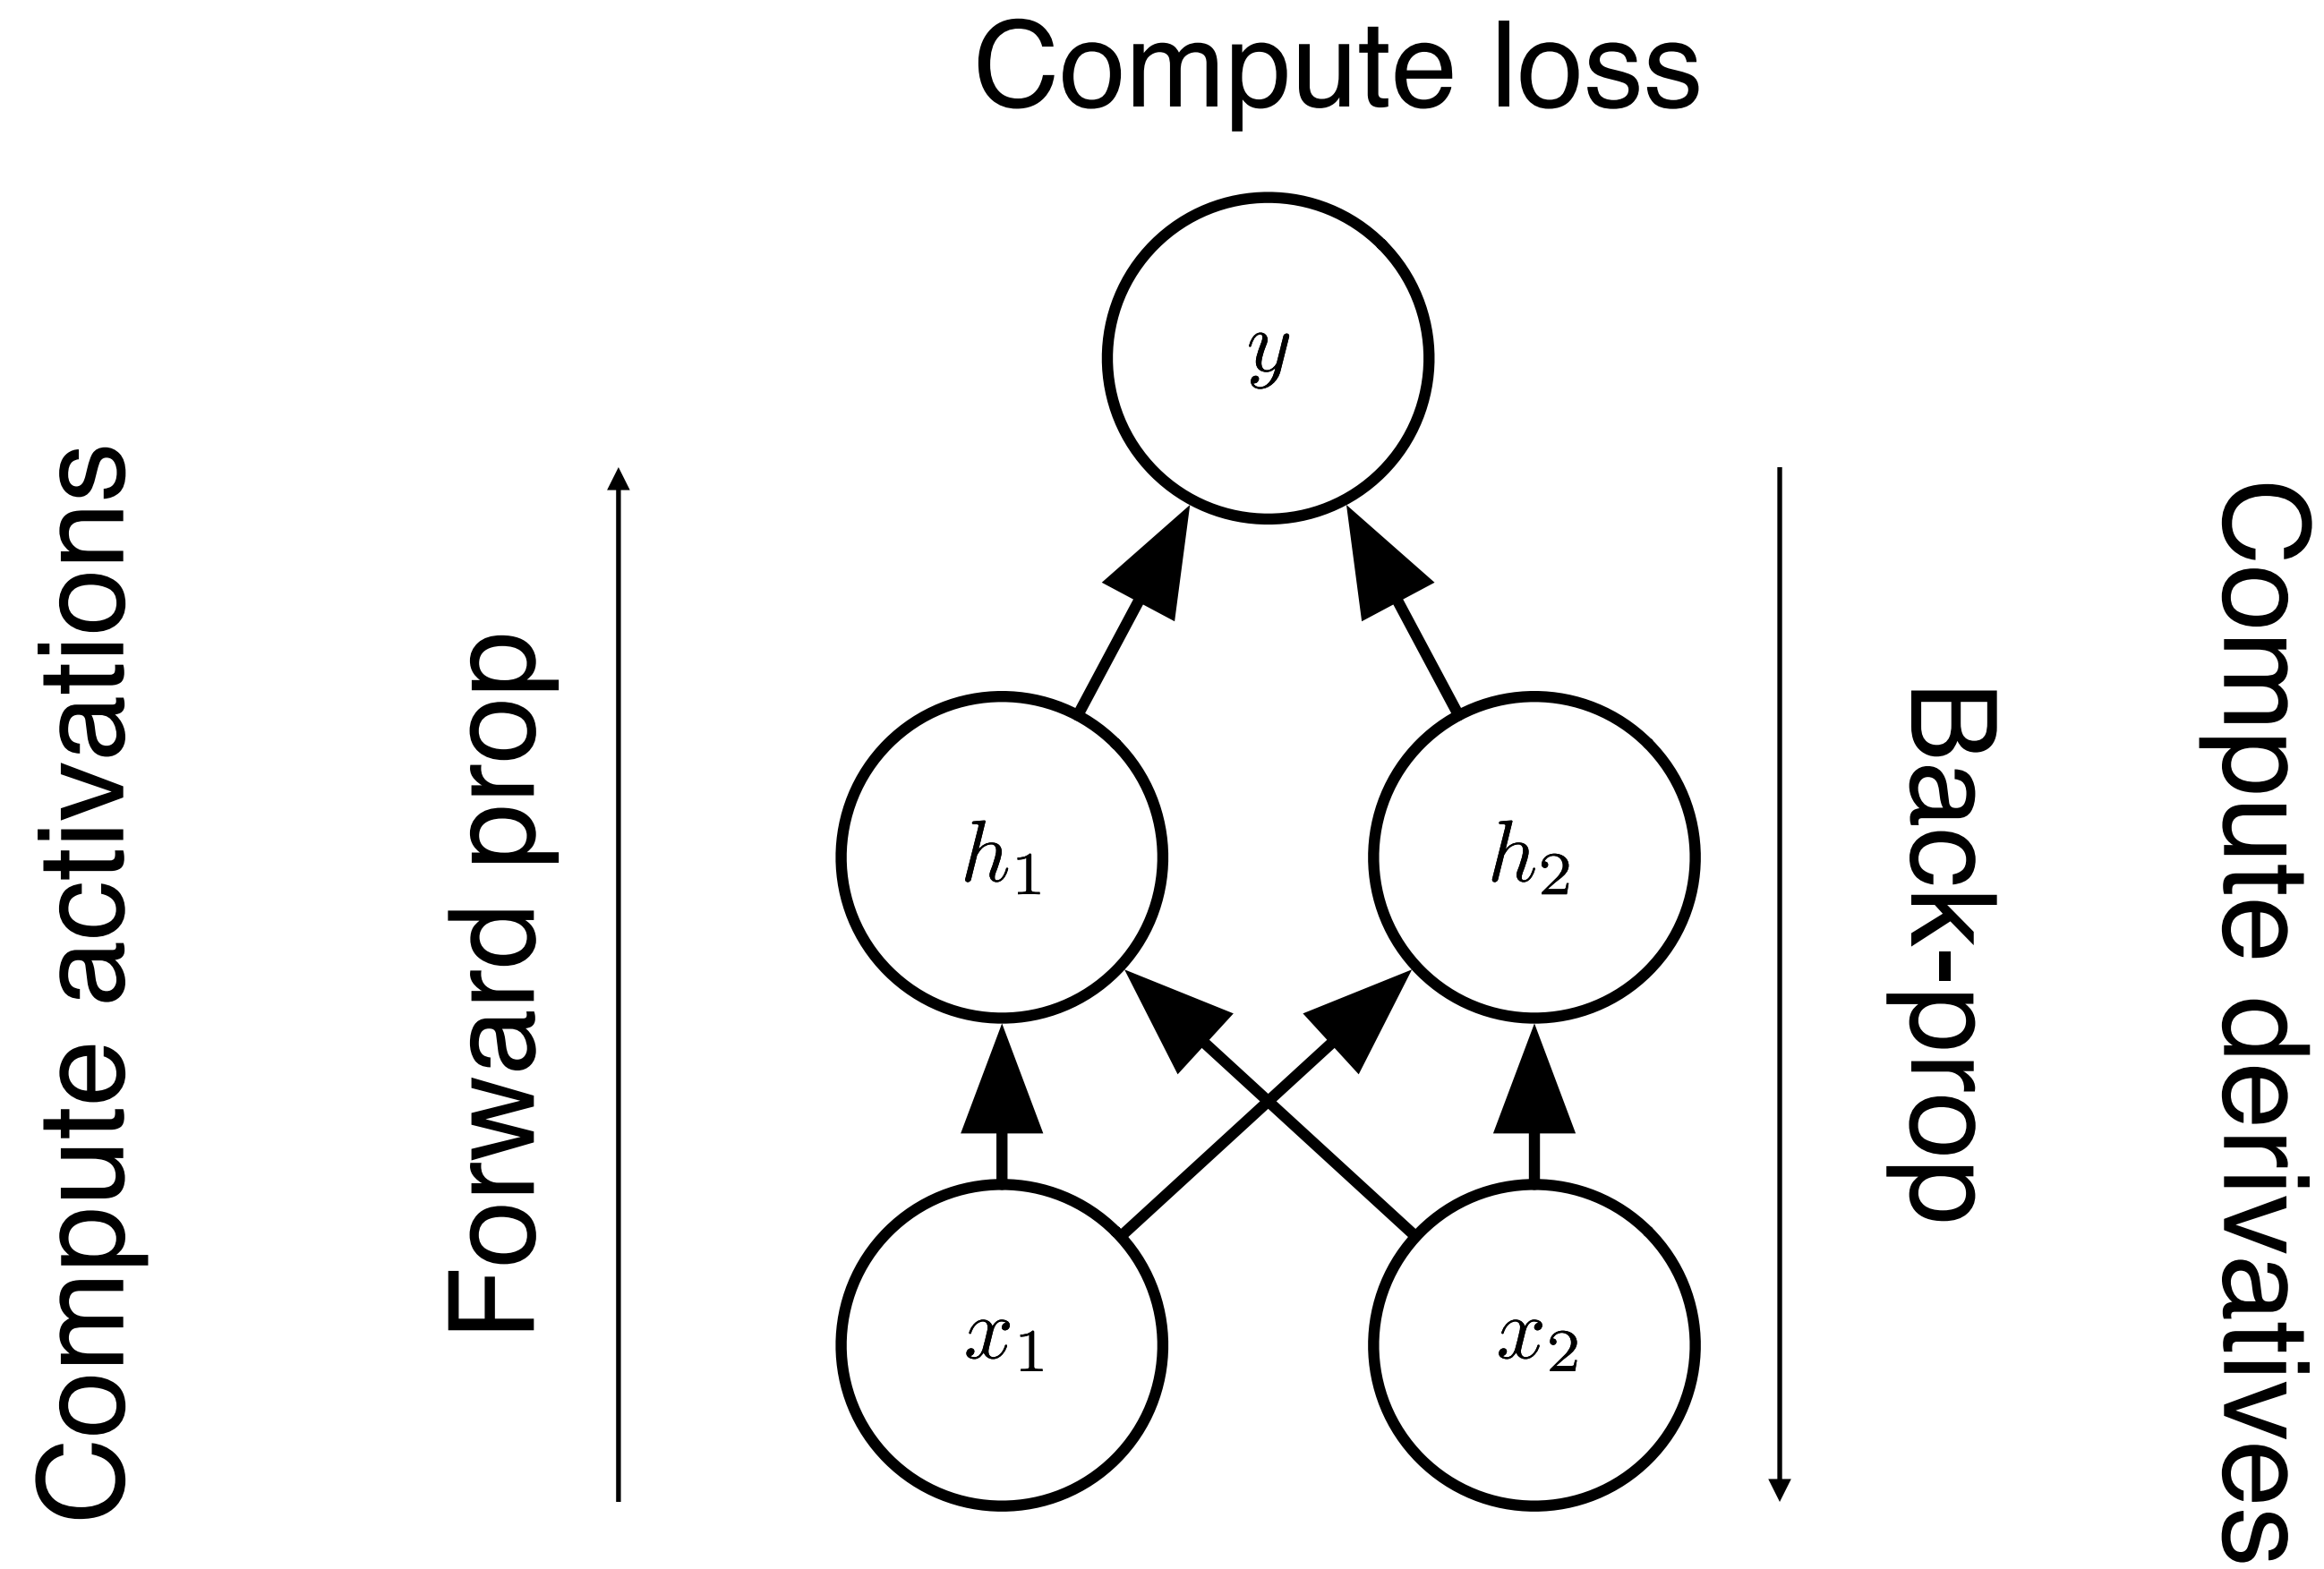 Compute loss
y
Compute activations
Forward prop
h₁
h₂
Back-prop
Compute derivatives
x₁
x₂